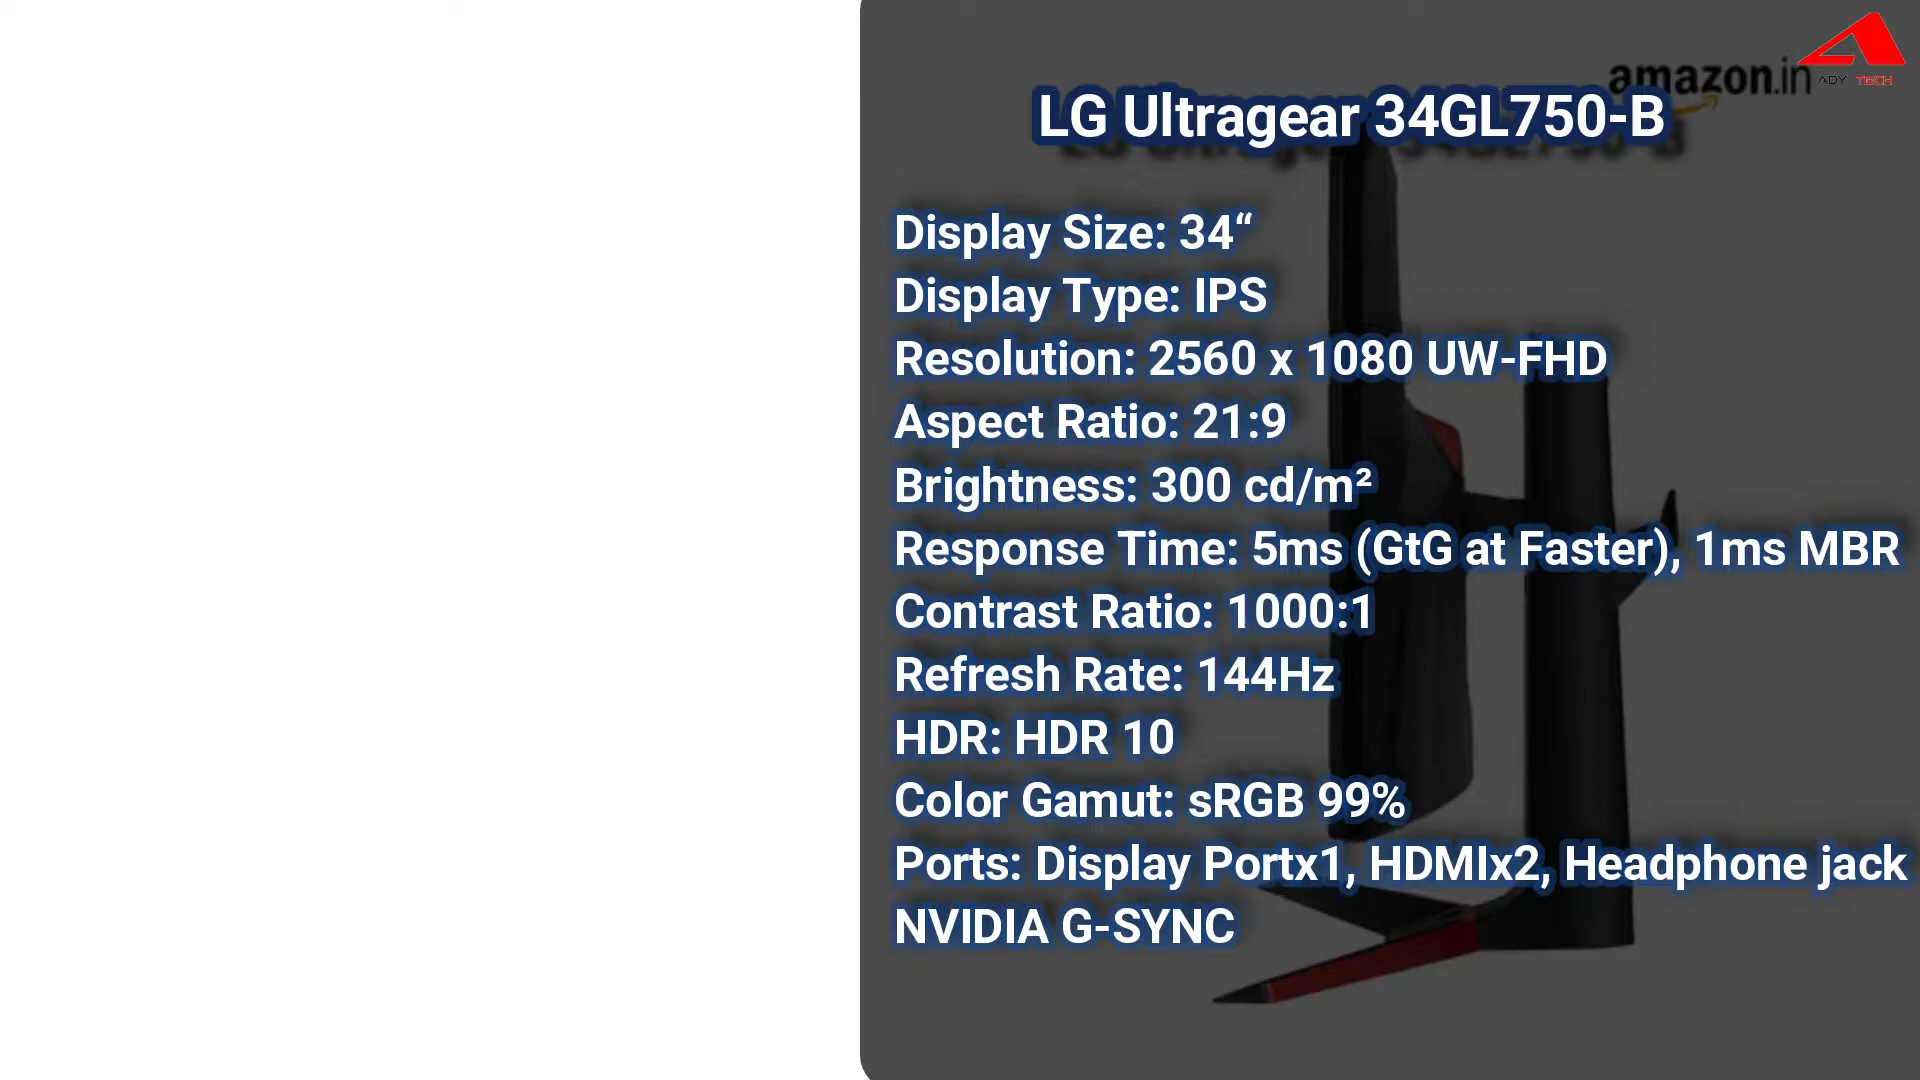 amazon.in
ADY TECH
LG Ultragear 34GL750-B
Display Size: 34“
Display Type: IPS
Resolution: 2560 x 1080 UW-FHD
Aspect Ratio: 21:9
Brightness: 300 cd/m²
Response Time: 5ms (GtG at Faster), 1ms MBR
Contrast Ratio: 1000:1
Refresh Rate: 144Hz
HDR: HDR 10
Color Gamut: sRGB 99%
Ports: Display Portx1, HDMIx2, Headphone jack
NVIDIA G-SYNC